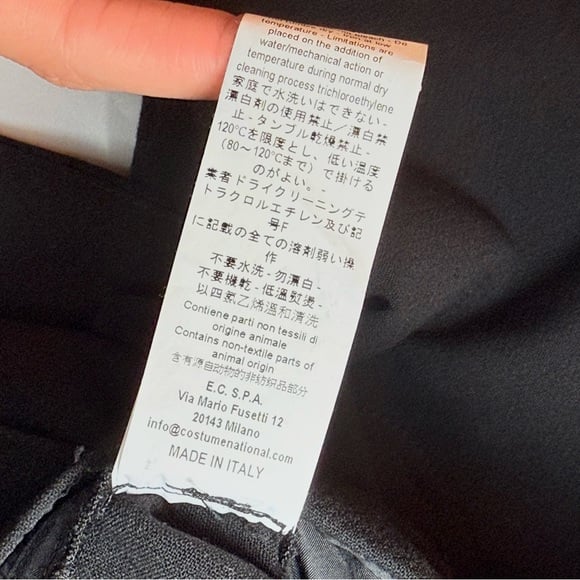 temperature - Limitations are
placed on the addition of
water/mechanical action or
temperature during normal dry
cleaning process trichloroethylene
家庭で水洗いはできない-
漂白剤の使用禁止／漂白禁
止-タンブル乾燥禁止-
120℃を限度とし、低い温度
（80～120℃まで）で掛ける
のがよい。-
業者ドライクリーニングテ
トラクロルエチレン及び記
号F
に記載の全ての溶剤弱い操
作
不要水洗-勿漂白-
不要機乾-低溫熨燙-
以四氯乙烯溫和清洗
Contiene parti non tessili di
origine animale
Contains non-textile parts of
animal origin
含有源自动物的非纺织品部分
E.C. S.P.A.
Via Mario Fusetti 12
20143 Milano
info@costumenational.com
MADE IN ITALY